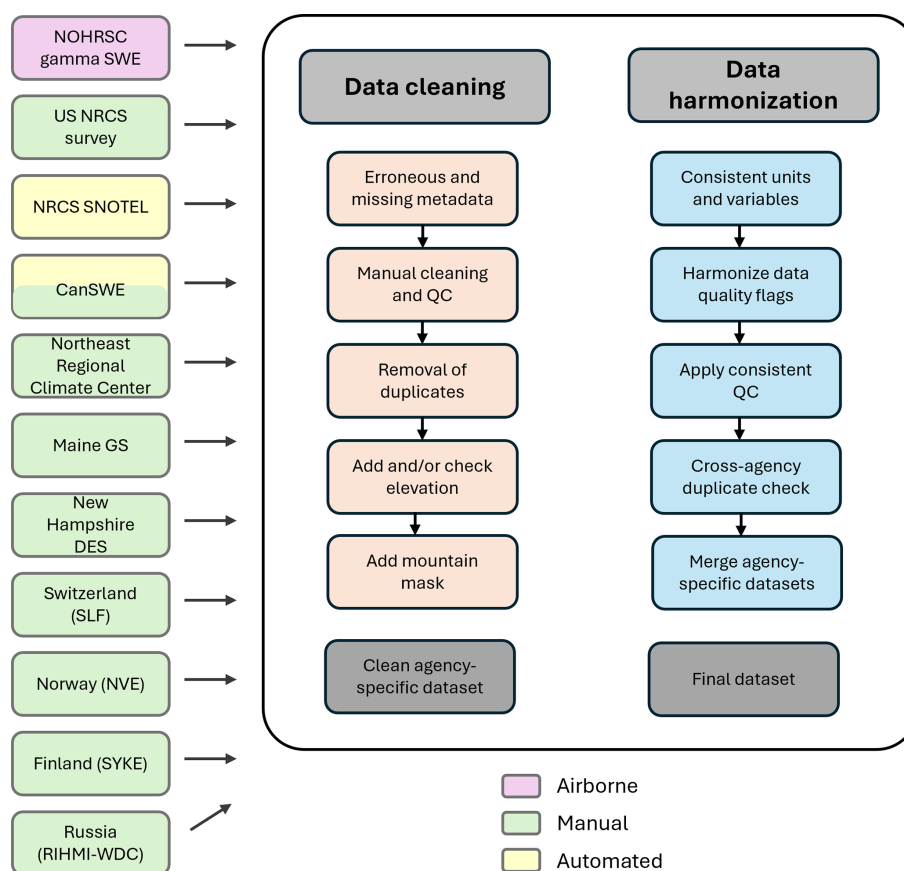 NOHRSC
gamma SWE
US NRCS
survey
NRCS SNOTEL
CanSWE
Northeast
Regional
Climate Center
Maine GS
New
Hampshire
DES
Switzerland
(SLF)
Norway (NVE)
Finland (SYKE)
Russia
(RIHMI-WDC)
Data cleaning
Erroneous and
missing metadata
Manual cleaning
and QC
Removal of
duplicates
Add and/or check
elevation
Add mountain
mask
Clean agency-
specific dataset
Data
harmonization
Consistent units
and variables
Harmonize data
quality flags
Apply consistent
QC
Cross-agency
duplicate check
Merge agency-
specific datasets
Final dataset
Airborne
Manual
Automated